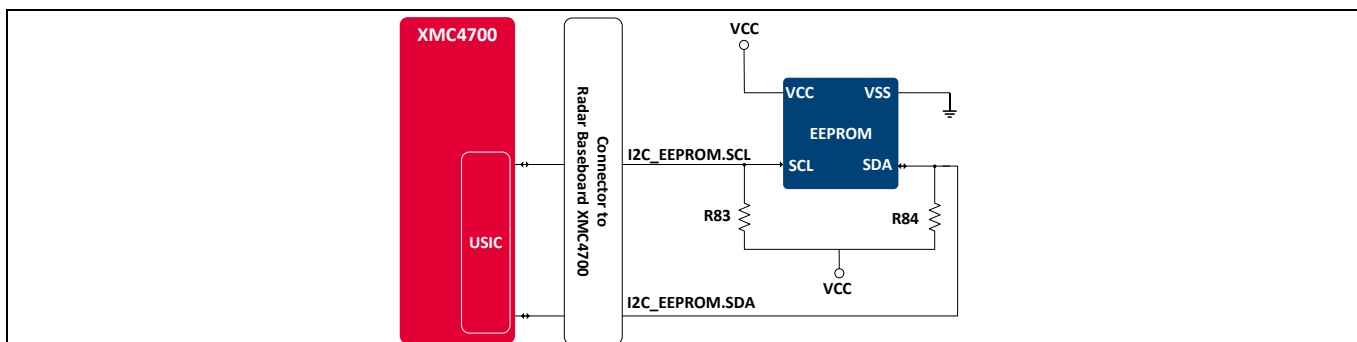 XMC4700
USIC
Connector to
Radar Baseboard XMC4700
VCC
VCC
VSS
EEPROM
SCL
SDA
I2C_EEPROM.SCL
R83
R84
VCC
I2C_EEPROM.SDA